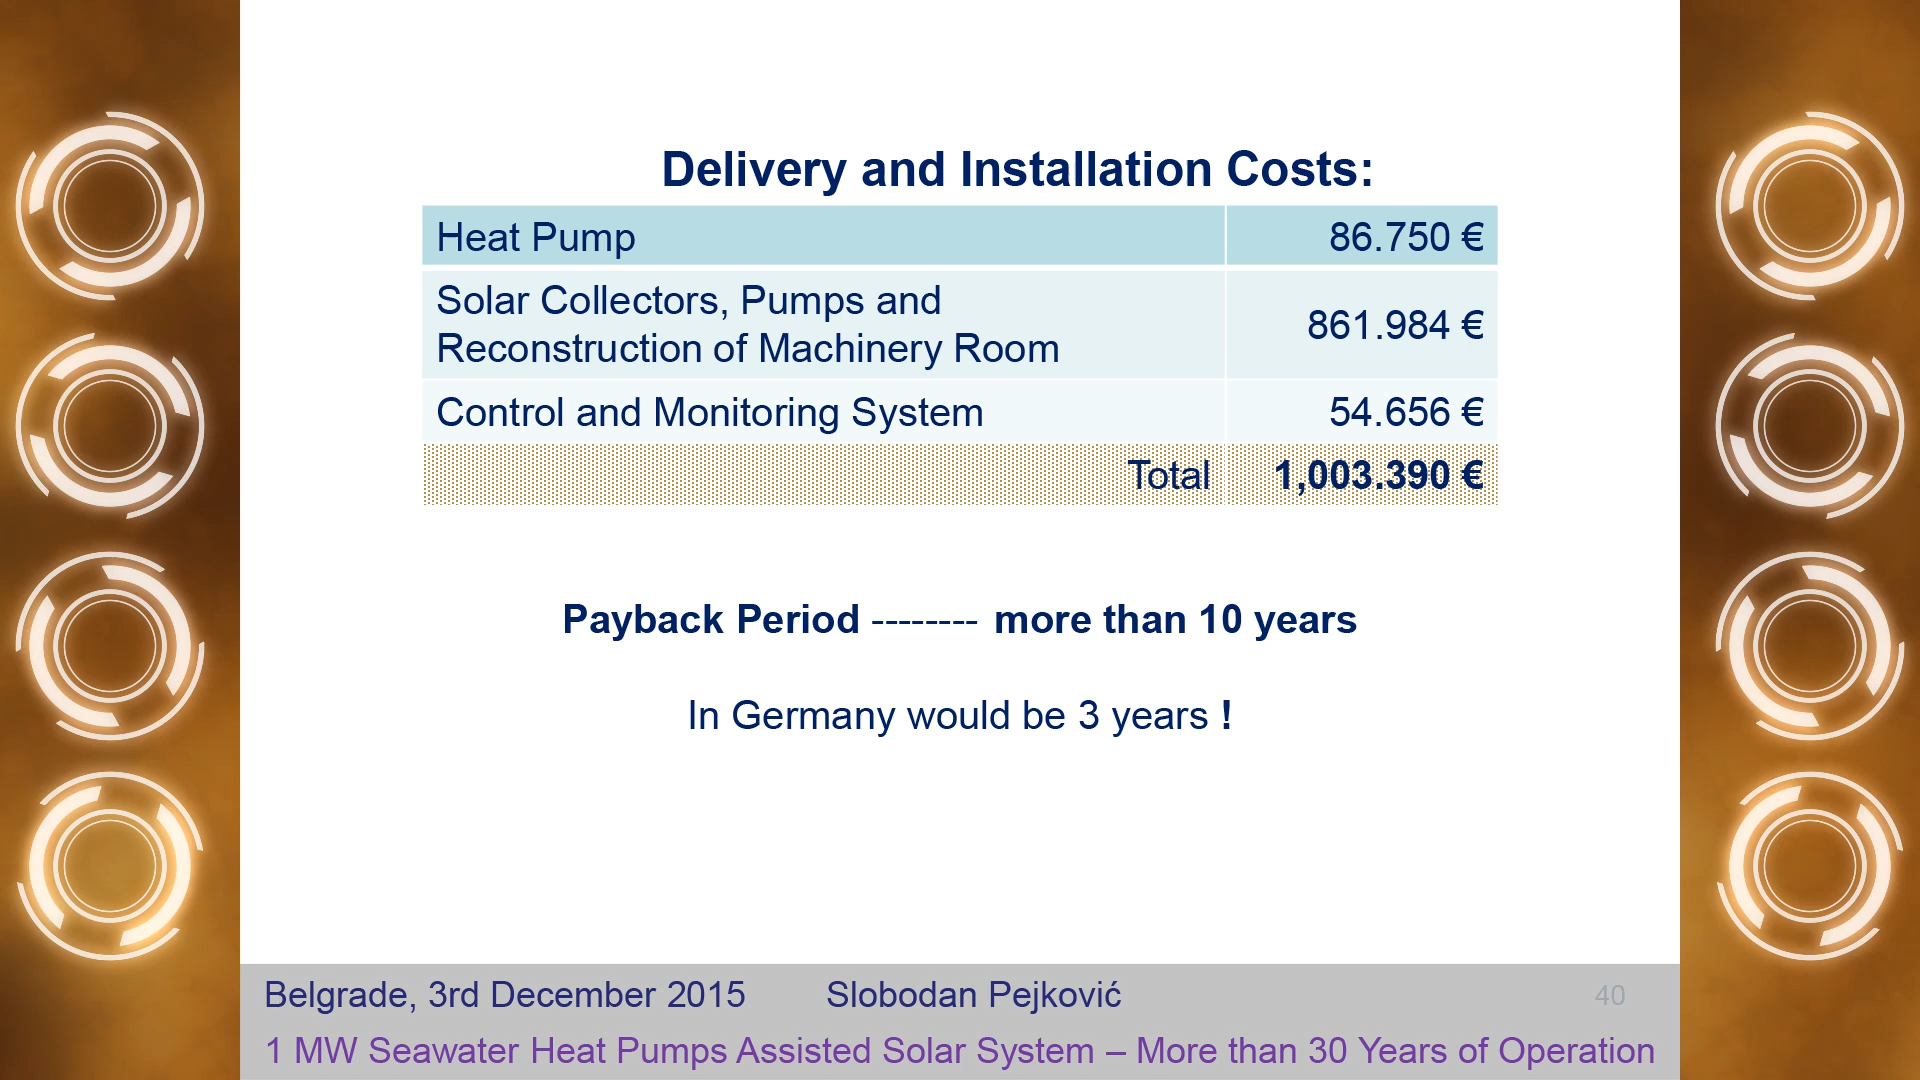 Delivery and Installation Costs:
Heat Pump 86.750 €
Solar Collectors, Pumps and
Reconstruction of Machinery Room 861.984 €
Control and Monitoring System 54.656 €
Total 1,003.390 €
Payback Period -------- more than 10 years
In Germany would be 3 years !
Belgrade, 3rd December 2015 Slobodan Pejković 40
1 MW Seawater Heat Pumps Assisted Solar System – More than 30 Years of Operation